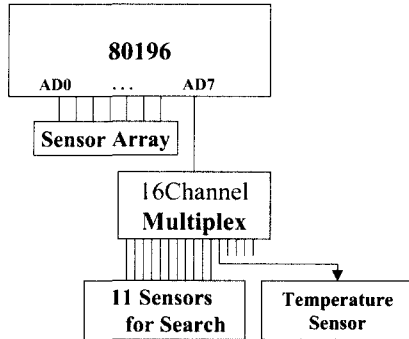 80196
AD0 ... AD7
Sensor Array
16Channel
Multiplex
11 Sensors
for Search
Temperature
Sensor